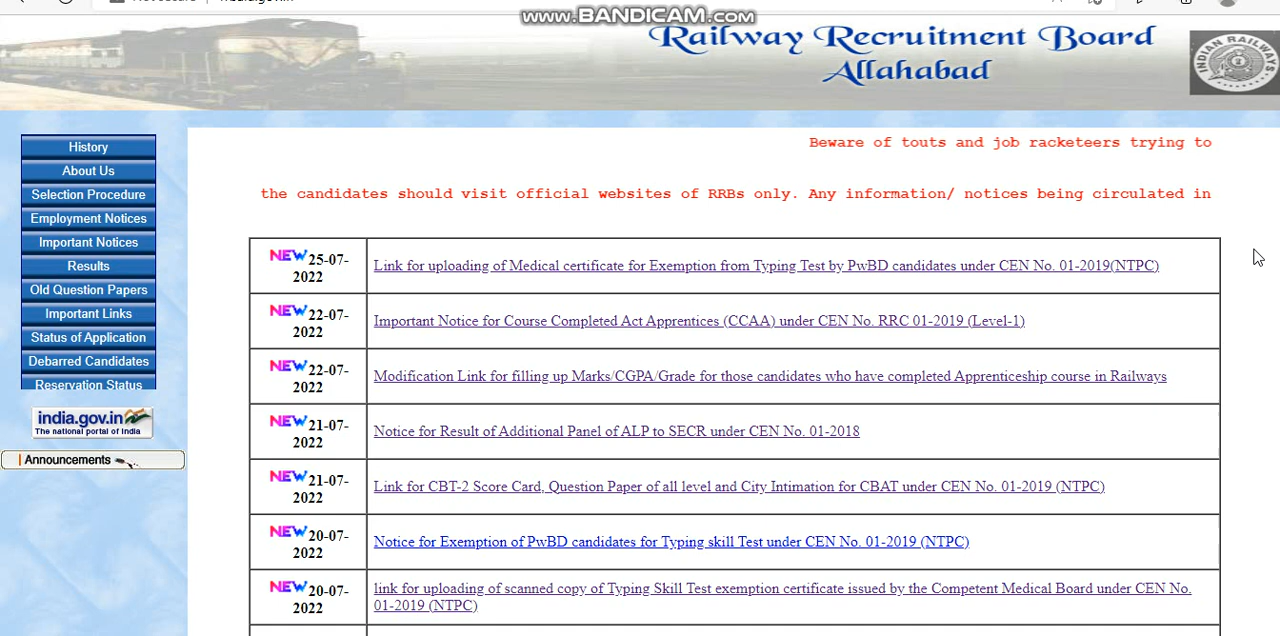 www.BANDICAM.com
Railway Recruitment Board
Allahabad
INDIAN RAILWAYS
History
About Us
Selection Procedure
Employment Notices
Important Notices
Results
Old Question Papers
Important Links
Status of Application
Debarred Candidates
Reservation Status
india.gov.in
The national portal of India
Announcements
Beware of touts and job racketeers trying to
the candidates should visit official websites of RRBs only. Any information/ notices being circulated in
NEW 25-07-
2022
Link for uploading of Medical certificate for Exemption from Typing Test by PwBD candidates under CEN No. 01-2019(NTPC)
NEW 22-07-
2022
Important Notice for Course Completed Act Apprentices (CCAA) under CEN No. RRC 01-2019 (Level-1)
NEW 22-07-
2022
Modification Link for filling up Marks/CGPA/Grade for those candidates who have completed Apprenticeship course in Railways
NEW 21-07-
2022
Notice for Result of Additional Panel of ALP to SECR under CEN No. 01-2018
NEW 21-07-
2022
Link for CBT-2 Score Card, Question Paper of all level and City Intimation for CBAT under CEN No. 01-2019 (NTPC)
NEW 20-07-
2022
Notice for Exemption of PwBD candidates for Typing skill Test under CEN No. 01-2019 (NTPC)
NEW 20-07-
2022
link for uploading of scanned copy of Typing Skill Test exemption certificate issued by the Competent Medical Board under CEN No.
01-2019 (NTPC)